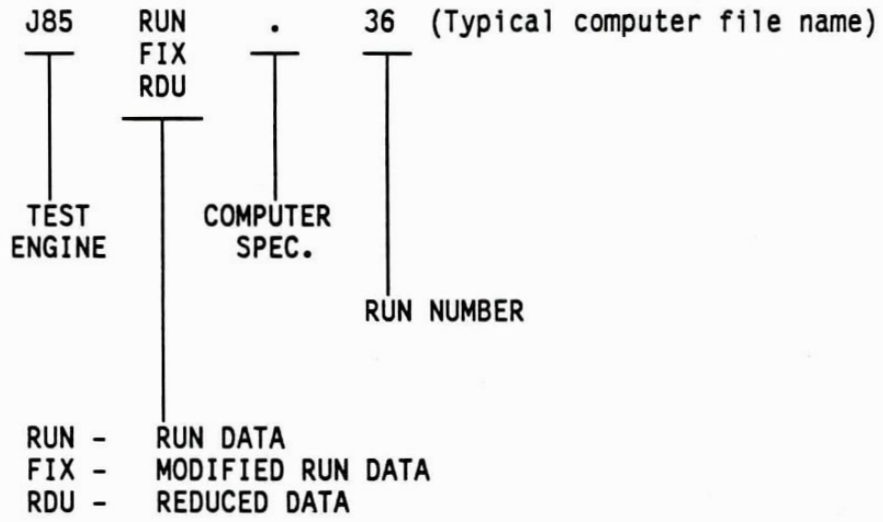 J85 RUN . 36 (Typical computer file name)
FIX
RDU
TEST COMPUTER
ENGINE SPEC.
RUN NUMBER
RUN - RUN DATA
FIX - MODIFIED RUN DATA
RDU - REDUCED DATA